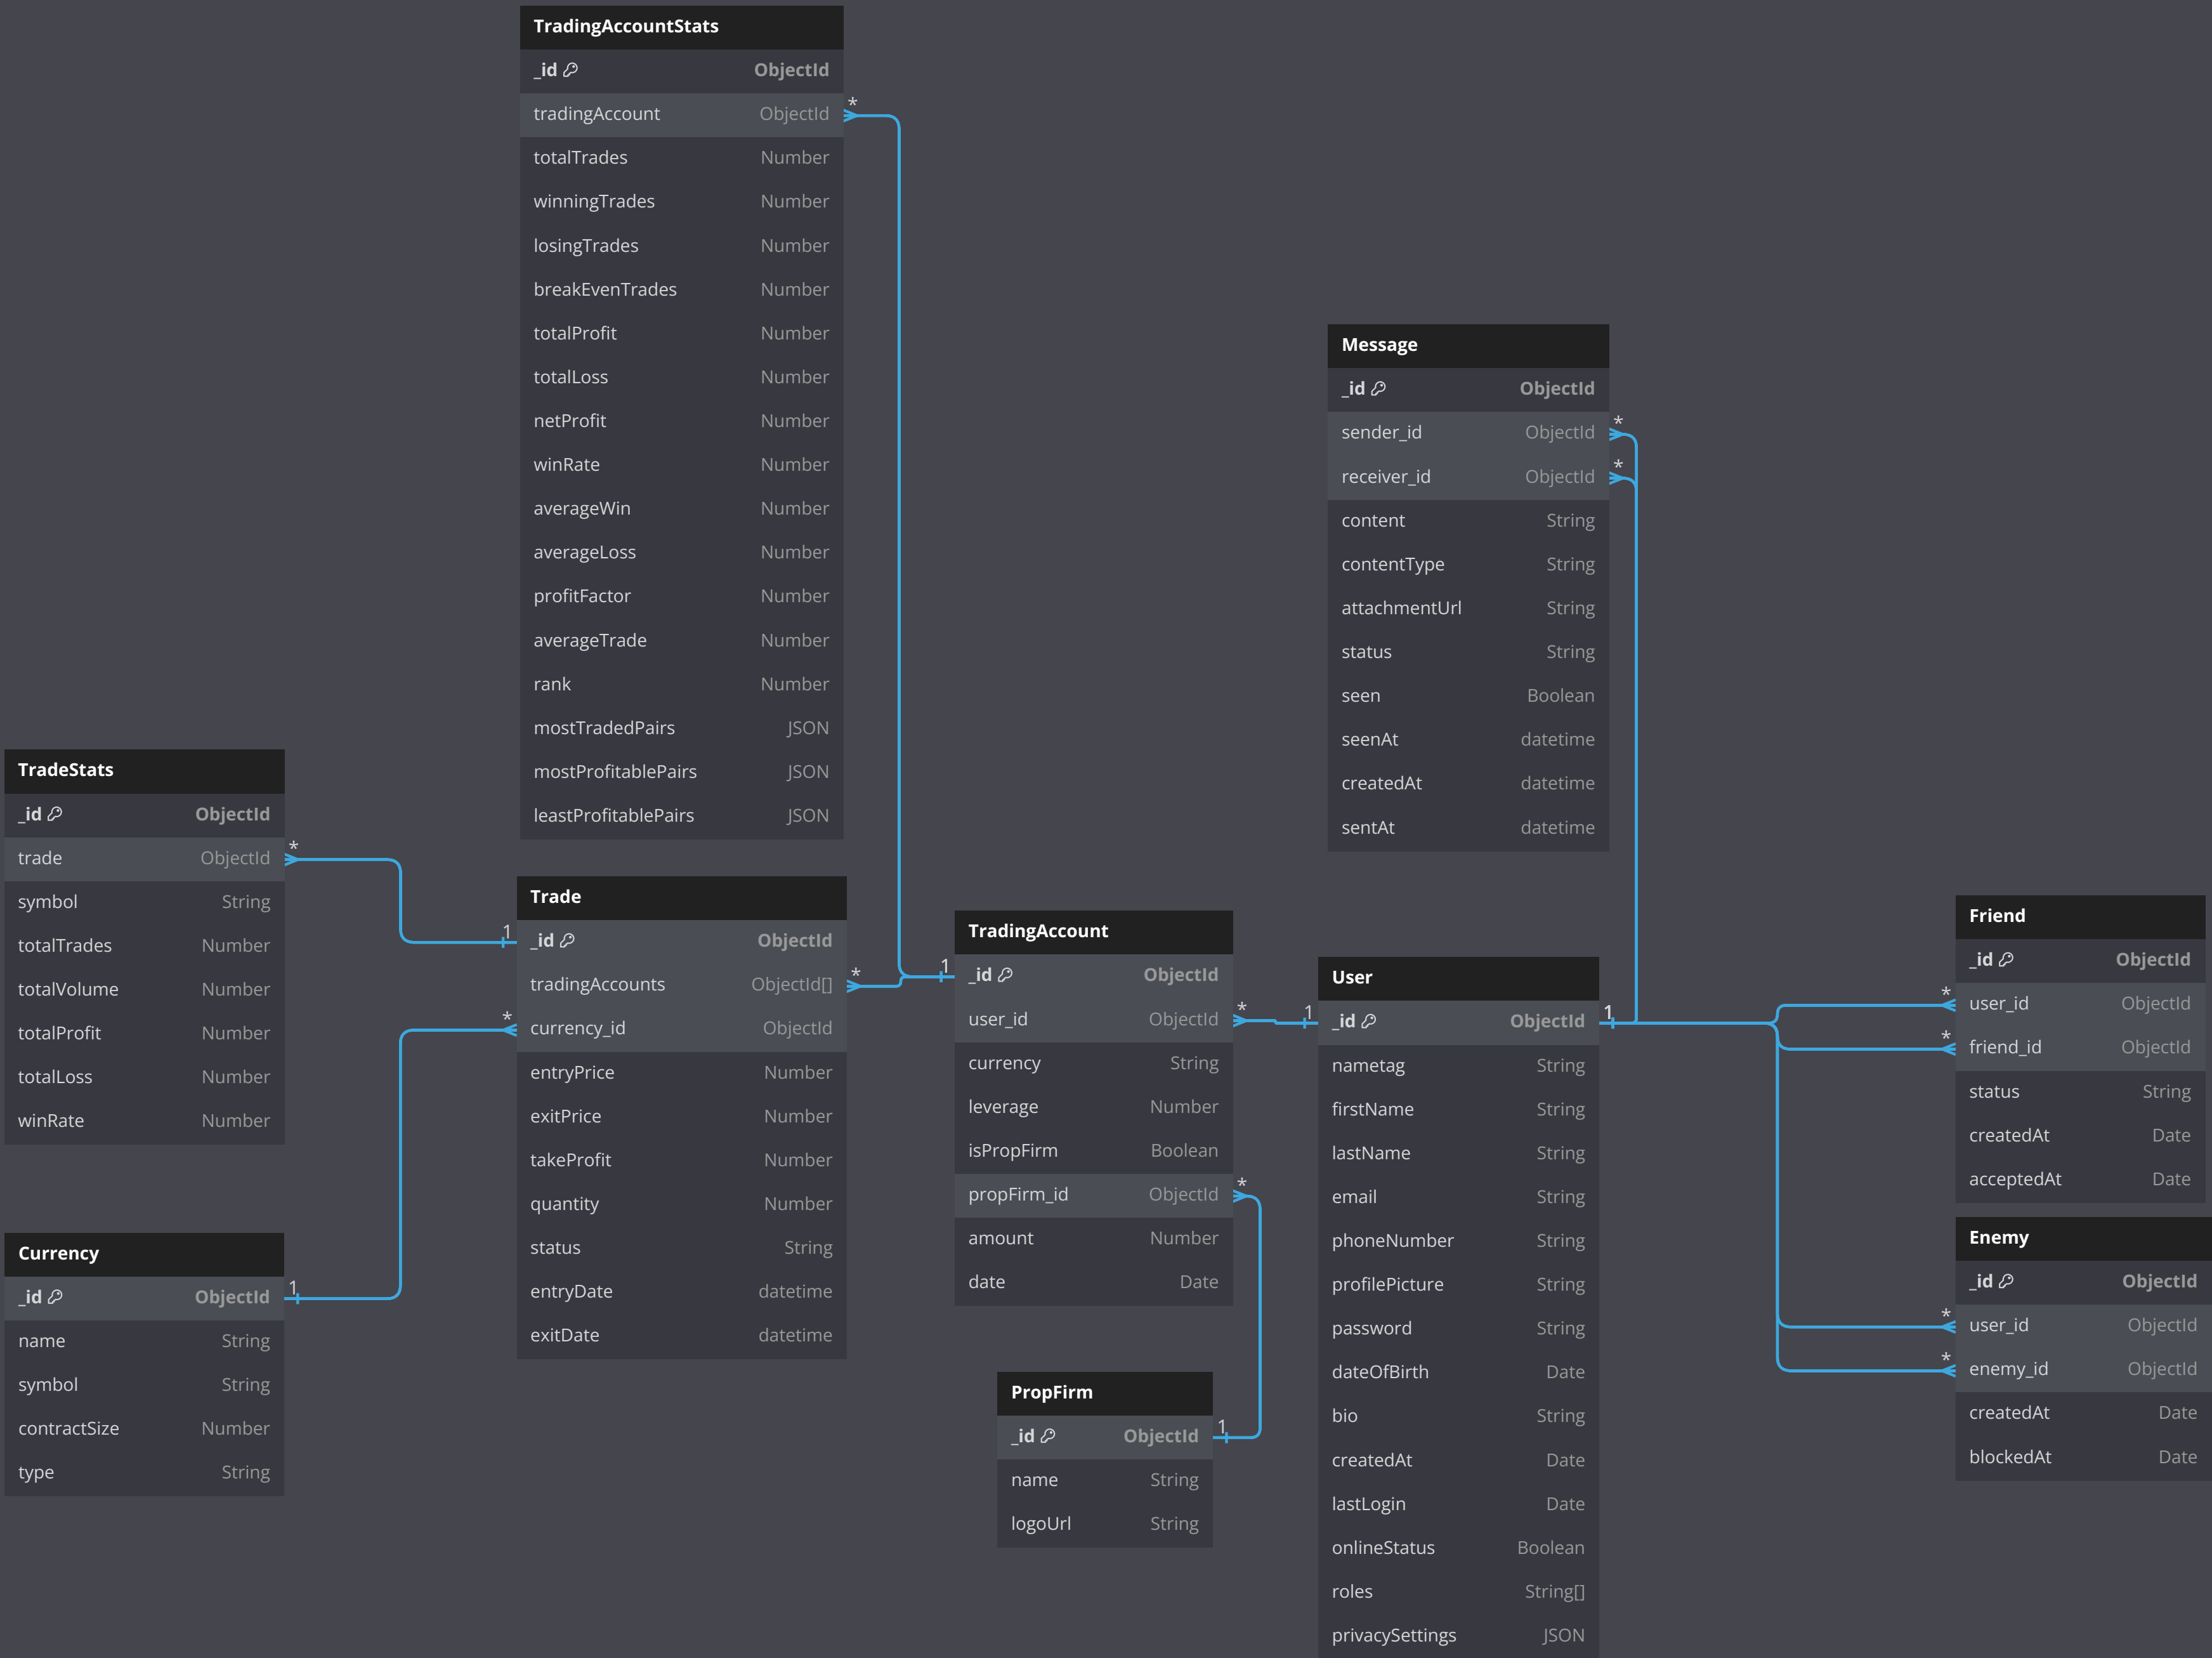 TradingAccountStats
_id ObjectId
tradingAccount ObjectId
*
totalTrades Number
winningTrades Number
losingTrades Number
breakEvenTrades Number
totalProfit Number
totalLoss Number
netProfit Number
winRate Number
averageWin Number
averageLoss Number
profitFactor Number
averageTrade Number
rank Number
mostTradedPairs JSON
mostProfitablePairs JSON
leastProfitablePairs JSON
Message
_id ObjectId
sender_id ObjectId
*
receiver_id ObjectId
*
content String
contentType String
attachmentUrl String
status String
seen Boolean
seenAt datetime
createdAt datetime
sentAt datetime
TradeStats
_id ObjectId
trade ObjectId
*
symbol String
totalTrades Number
totalVolume Number
totalProfit Number
totalLoss Number
winRate Number
Trade
1
_id ObjectId
tradingAccounts ObjectId[]
*
*
currency_id ObjectId
entryPrice Number
exitPrice Number
takeProfit Number
quantity Number
status String
entryDate datetime
exitDate datetime
TradingAccount
1
_id ObjectId
user_id ObjectId
*
currency String
leverage Number
isPropFirm Boolean
propFirm_id ObjectId
*
amount Number
date Date
User
1
_id ObjectId
1
nametag String
firstName String
lastName String
email String
phoneNumber String
profilePicture String
password String
dateOfBirth Date
bio String
createdAt Date
lastLogin Date
onlineStatus Boolean
roles String[]
privacySettings JSON
Friend
_id ObjectId
*
user_id ObjectId
*
friend_id ObjectId
status String
createdAt Date
acceptedAt Date
Enemy
_id ObjectId
*
user_id ObjectId
*
enemy_id ObjectId
createdAt Date
blockedAt Date
Currency
_id ObjectId
1
name String
symbol String
contractSize Number
type String
PropFirm
_id ObjectId
1
name String
logoUrl String